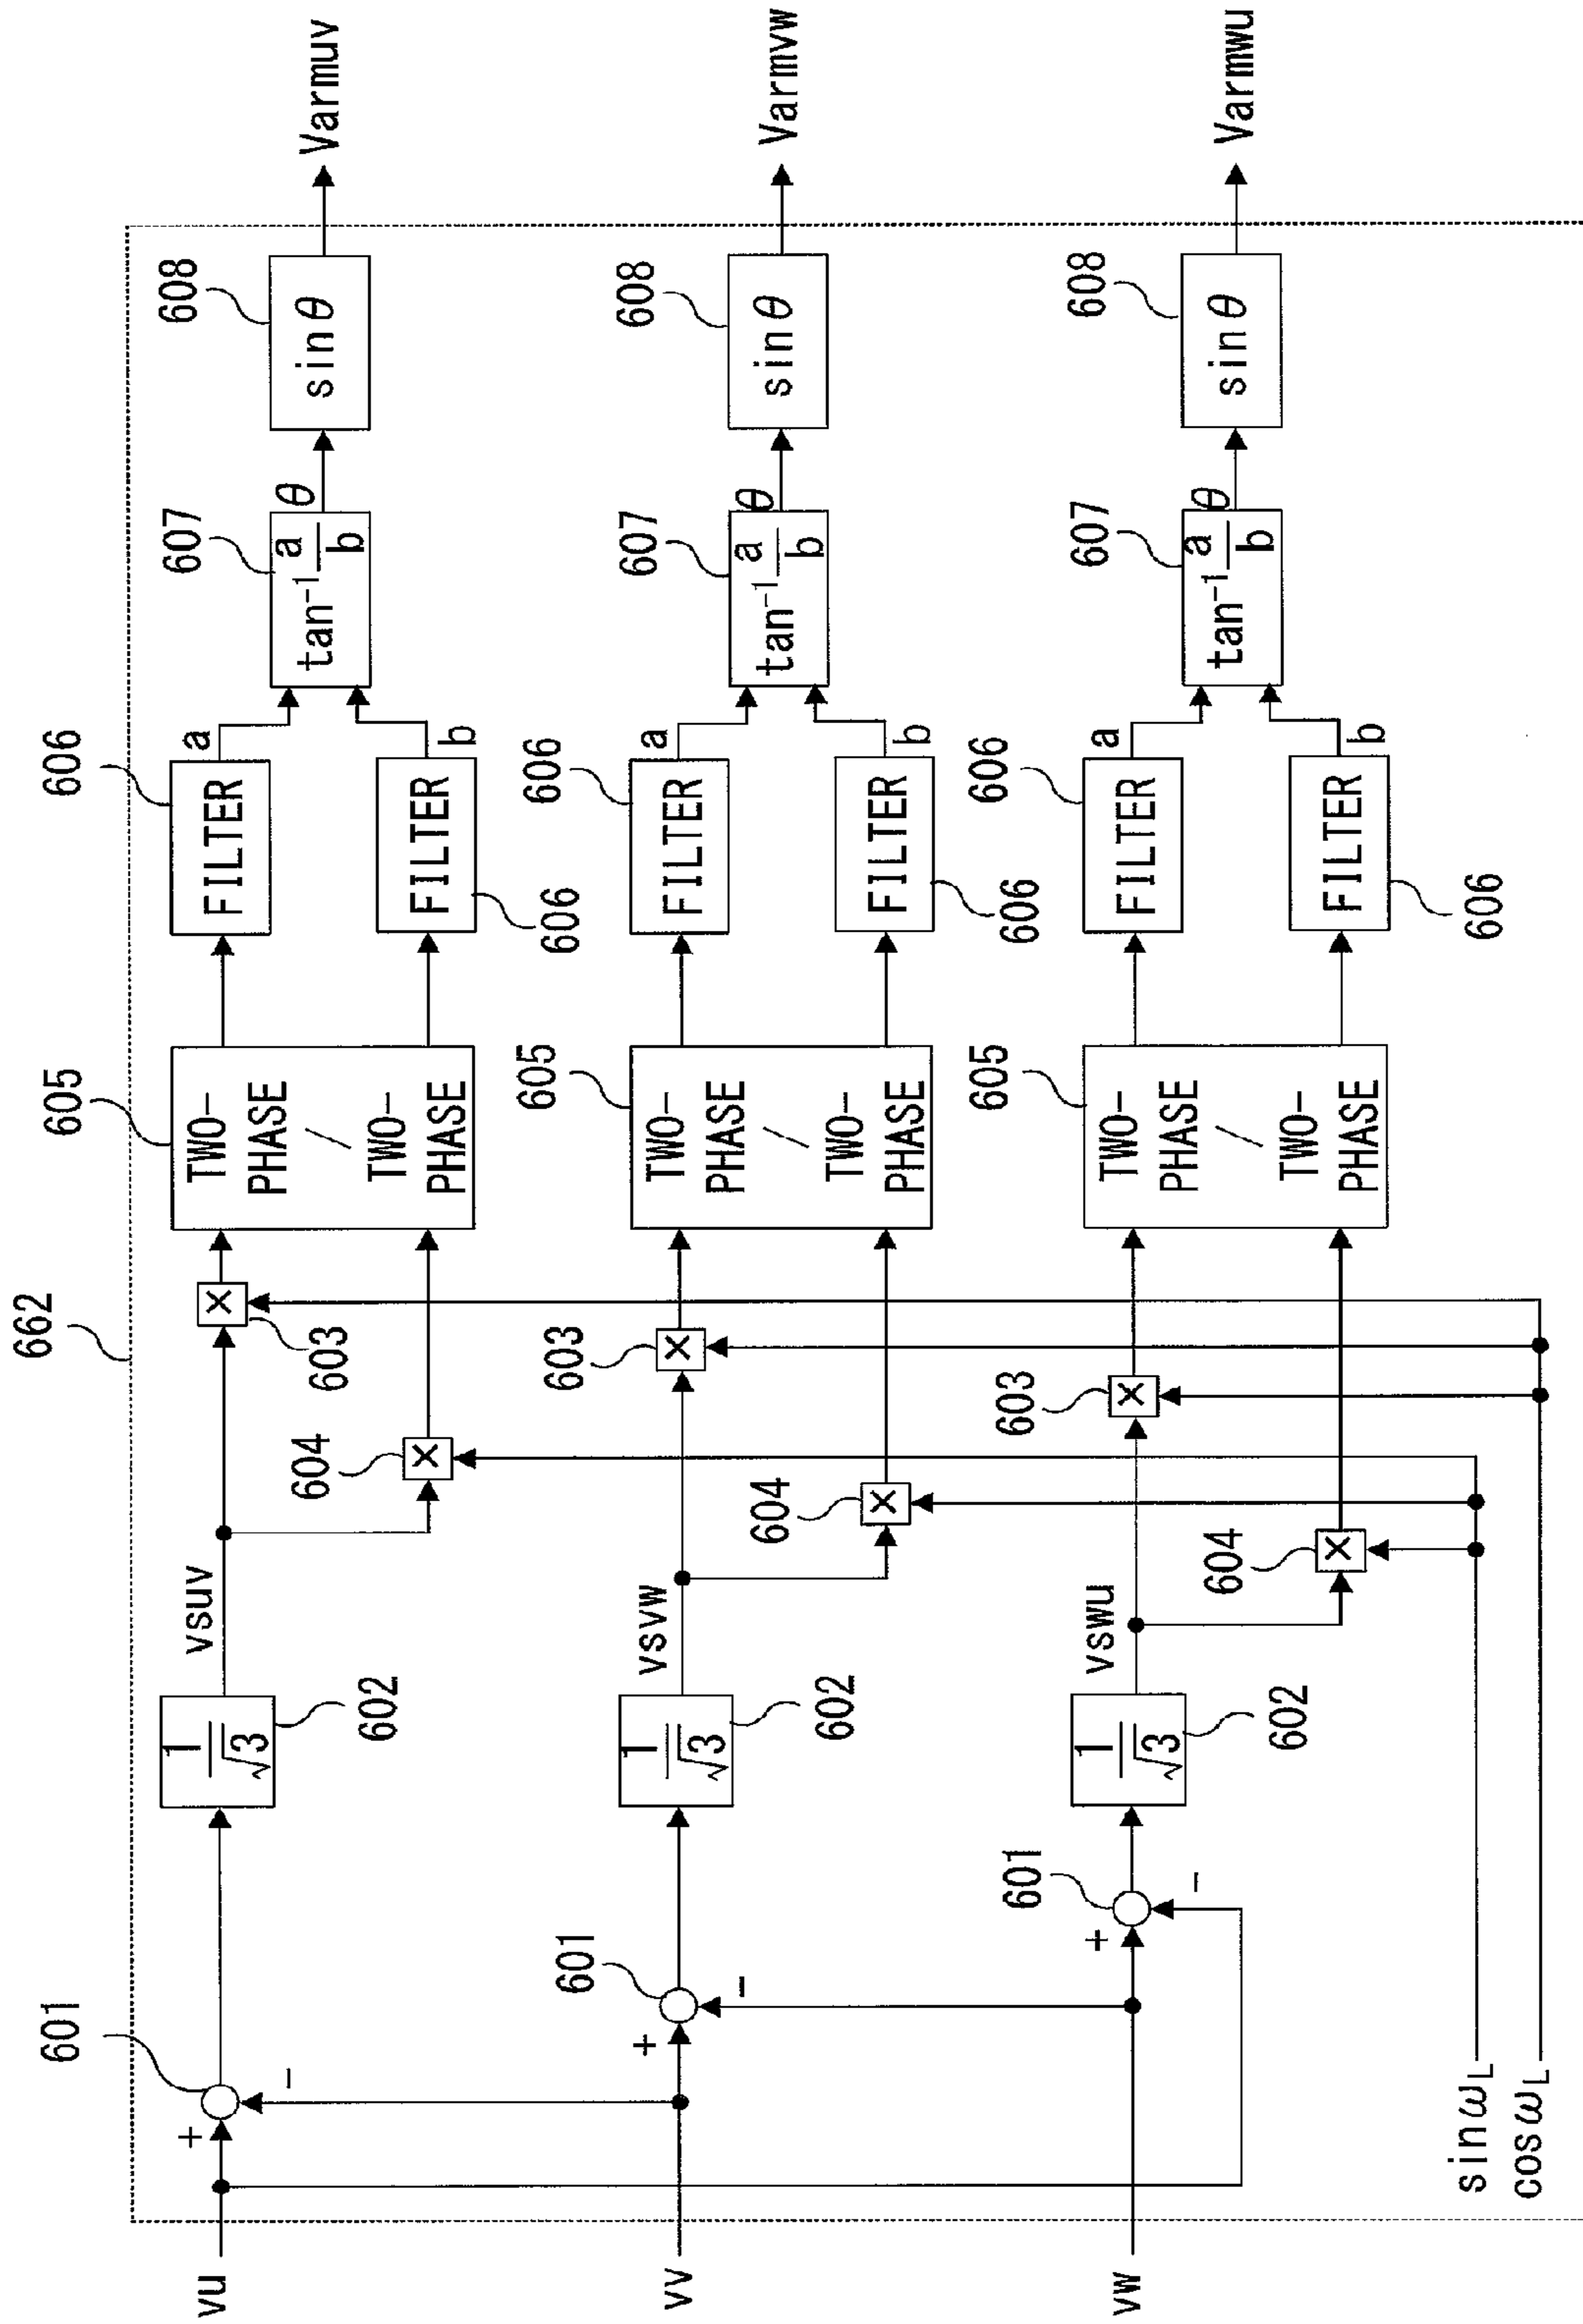 662
vu
+
601
−
1
√3
602
vsuv
604
×
603
×
605
TWO-
PHASE
/
TWO-
PHASE
606
FILTER
a
FILTER
606
b
607
tan⁻¹ a
b
θ
608
sinθ
Varmuv
vv
+
601
−
1
√3
602
vsvw
604
×
603
×
605
TWO-
PHASE
/
TWO-
PHASE
606
FILTER
a
FILTER
606
b
607
tan⁻¹ a
b
θ
608
sinθ
Varmvw
vw
+
601
−
1
√3
602
vswu
604
×
603
×
605
TWO-
PHASE
/
TWO-
PHASE
606
FILTER
a
FILTER
606
b
607
tan⁻¹ a
b
θ
608
sinθ
Varmwu
sinω_L
cosω_L